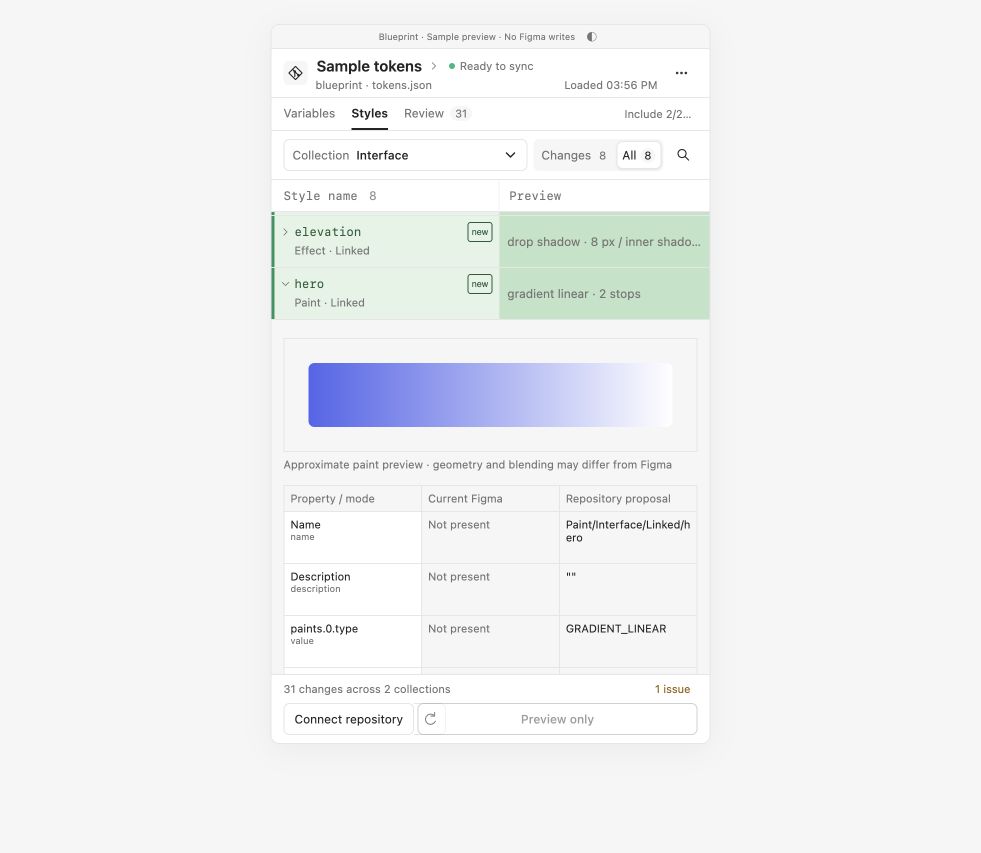 Blueprint · Sample preview · No Figma writes
Sample tokens
Ready to sync
blueprint · tokens.json
Loaded 03:56 PM
Variables
Styles
Review 31
Include 2/2...
Collection Interface
Changes 8
All 8
Style name 8
Preview
elevation
new
Effect · Linked
drop shadow · 8 px / inner shado...
hero
new
Paint · Linked
gradient linear · 2 stops
Approximate paint preview · geometry and blending may differ from Figma
Property / mode
Current Figma
Repository proposal
Name
name
Not present
Paint/Interface/Linked/h
ero
Description
description
Not present
""
paints.0.type
value
Not present
GRADIENT_LINEAR
31 changes across 2 collections
1 issue
Connect repository
Preview only